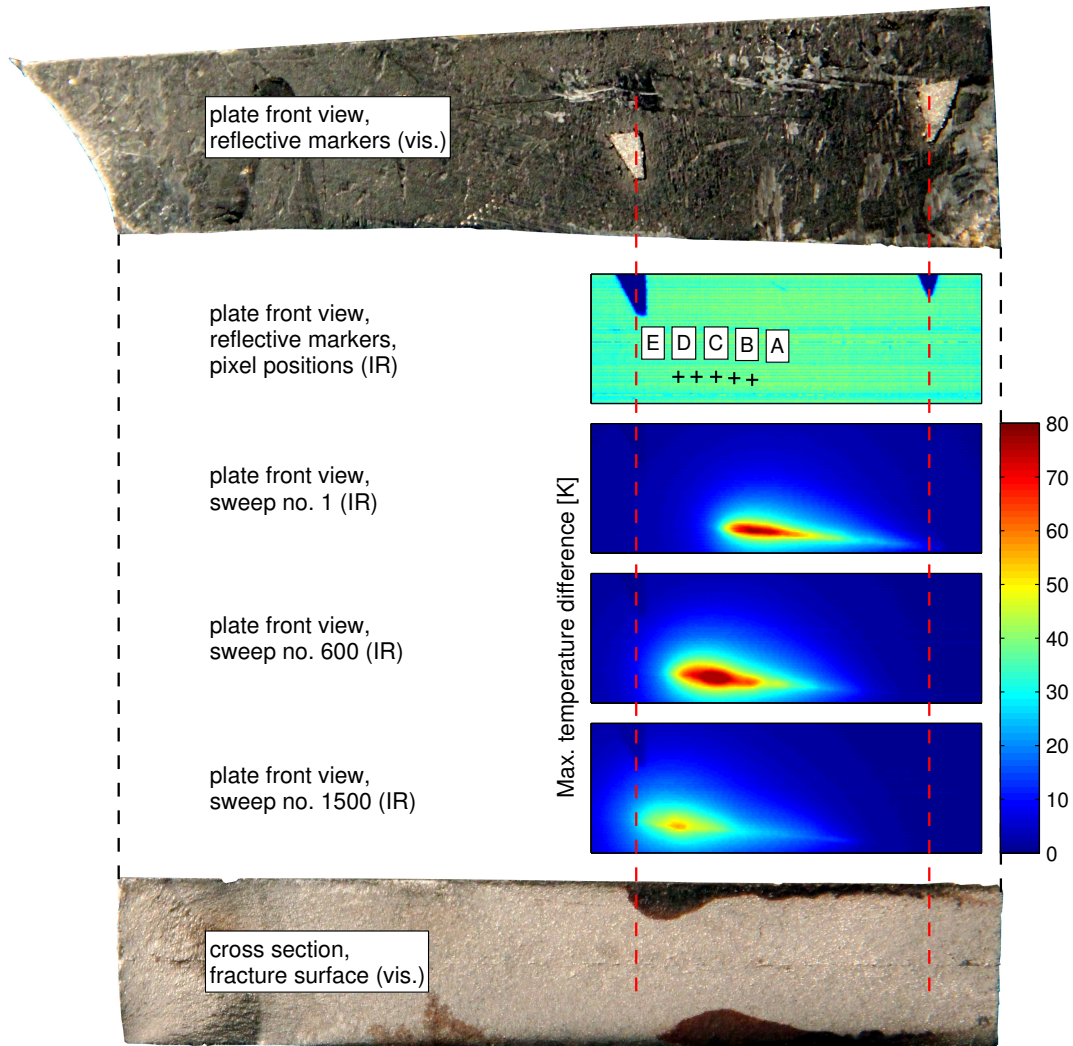 plate front view,
reflective markers (vis.)
plate front view,
reflective markers,
pixel positions (IR)
E D C B A
+ + + + +
plate front view,
sweep no. 1 (IR)
plate front view,
sweep no. 600 (IR)
plate front view,
sweep no. 1500 (IR)
Max. temperature difference [K]
80
70
60
50
40
30
20
10
0
cross section,
fracture surface (vis.)